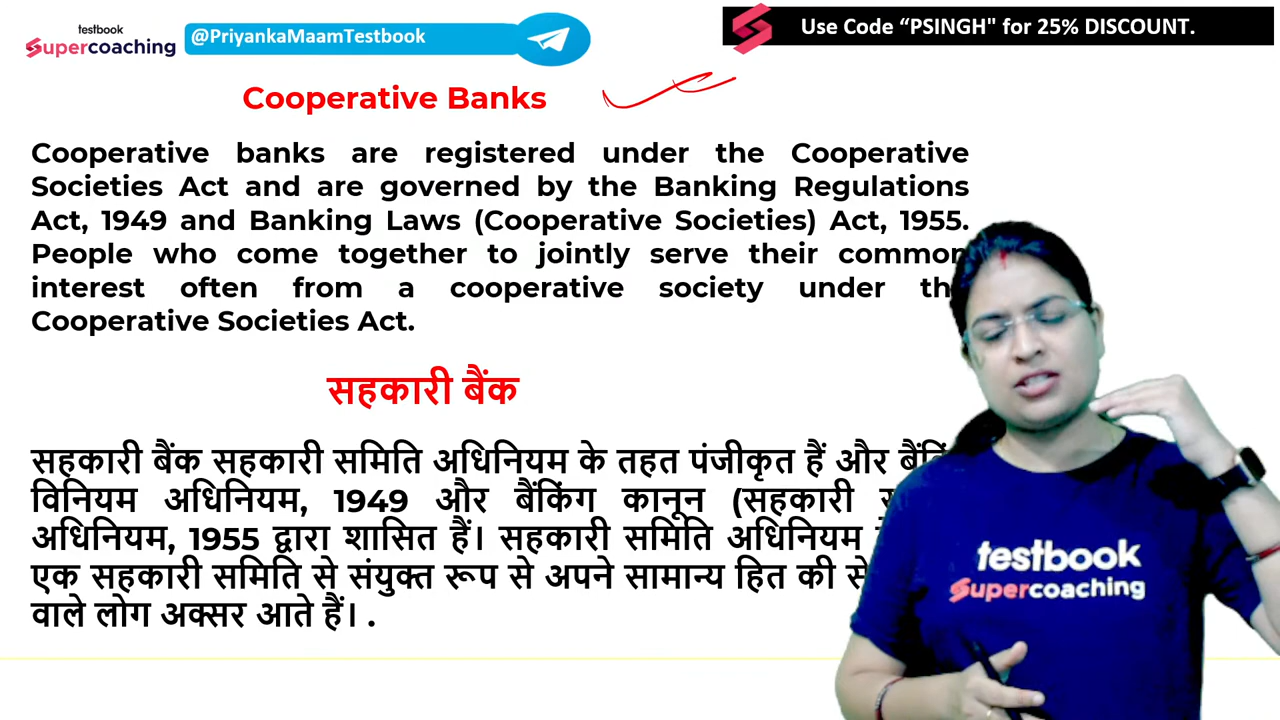 testbook
Supercoaching
@PriyankaMaamTestbook
Use Code “PSINGH" for 25% DISCOUNT.
Cooperative Banks
Cooperative banks are registered under the Cooperative
Societies Act and are governed by the Banking Regulations
Act, 1949 and Banking Laws (Cooperative Societies) Act, 1955.
People who come together to jointly serve their common
interest often from a cooperative society under
Cooperative Societies Act.
सहकारी बैंक
सहकारी बैंक सहकारी समिति अधिनियम के तहत पंजीकृत हैं और
विनियम अधिनियम, 1949 और बैंकिंग कानून (सहकारी
अधिनियम, 1955 द्वारा शासित हैं। सहकारी समिति अधिनियम
एक सहकारी समिति से संयुक्त रूप से अपने सामान्य हित की
वाले लोग अक्सर आते हैं। .
testbook
Supercoaching